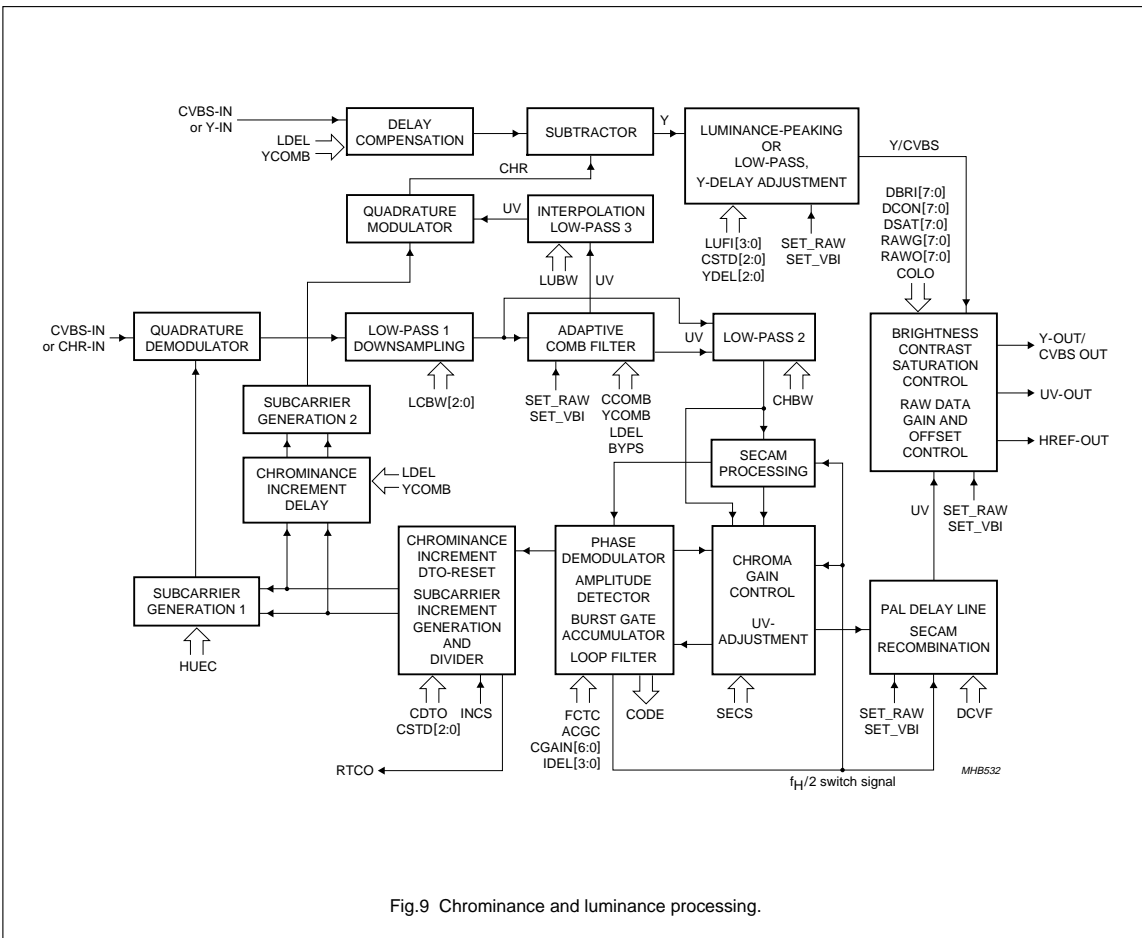 CVBS-IN
or Y-IN
LDEL
YCOMB
DELAY
COMPENSATION
SUBTRACTOR
Y
LUMINANCE-PEAKING
OR
LOW-PASS,
Y-DELAY ADJUSTMENT
Y/CVBS
CHR
QUADRATURE
MODULATOR
UV
INTERPOLATION
LOW-PASS 3
LUBW
UV
LUFI[3:0]
CSTD[2:0]
YDEL[2:0]
SET_RAW
SET_VBI
DBRI[7:0]
DCON[7:0]
DSAT[7:0]
RAWG[7:0]
RAWO[7:0]
COLO
CVBS-IN
or CHR-IN
QUADRATURE
DEMODULATOR
LOW-PASS 1
DOWNSAMPLING
LCBW[2:0]
ADAPTIVE
COMB FILTER
UV
LOW-PASS 2
CHBW
SET_RAW
SET_VBI
CCOMB
YCOMB
LDEL
BYPS
BRIGHTNESS
CONTRAST
SATURATION
CONTROL
RAW DATA
GAIN AND
OFFSET
CONTROL
Y-OUT/
CVBS OUT
UV-OUT
HREF-OUT
UV
SET_RAW
SET_VBI
SUBCARRIER
GENERATION 2
CHROMINANCE
INCREMENT
DELAY
LDEL
YCOMB
SECAM
PROCESSING
SUBCARRIER
GENERATION 1
HUEC
CHROMINANCE
INCREMENT
DTO-RESET
SUBCARRIER
INCREMENT
GENERATION
AND
DIVIDER
CDTO
CSTD[2:0]
INCS
RTCO
PHASE
DEMODULATOR
AMPLITUDE
DETECTOR
BURST GATE
ACCUMULATOR
LOOP FILTER
FCTC
ACGC
CGAIN[6:0]
IDEL[3:0]
CODE
CHROMA
GAIN
CONTROL
UV-
ADJUSTMENT
SECS
PAL DELAY LINE
SECAM
RECOMBINATION
SET_RAW
SET_VBI
DCVF
fH/2 switch signal
MHB532
Fig.9 Chrominance and luminance processing.